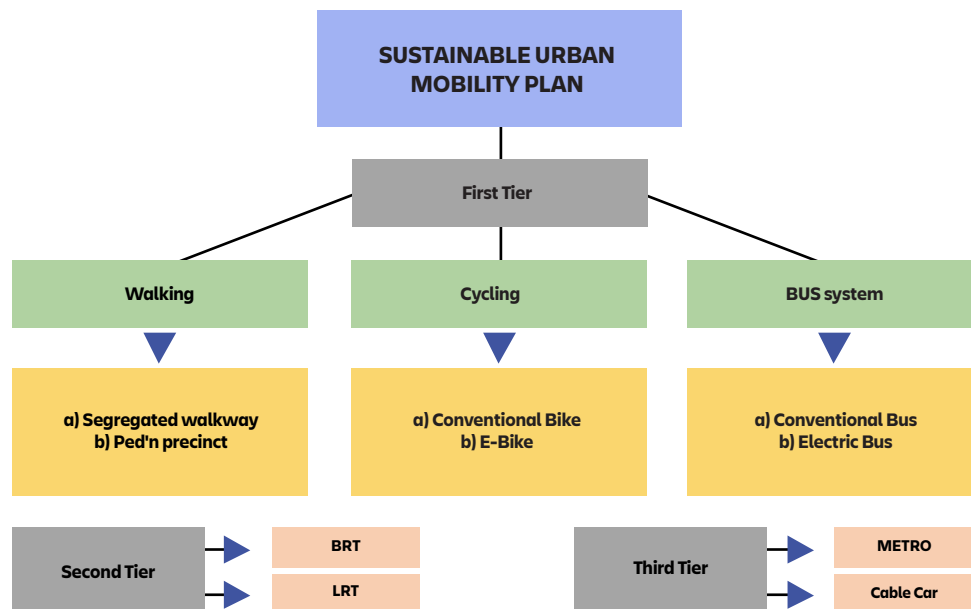 SUSTAINABLE URBAN
MOBILITY PLAN
First Tier
Walking
Cycling
BUS system
a) Segregated walkway
b) Ped'n precinct
a) Conventional Bike
b) E-Bike
a) Conventional Bus
b) Electric Bus
Second Tier
BRT
LRT
Third Tier
METRO
Cable Car